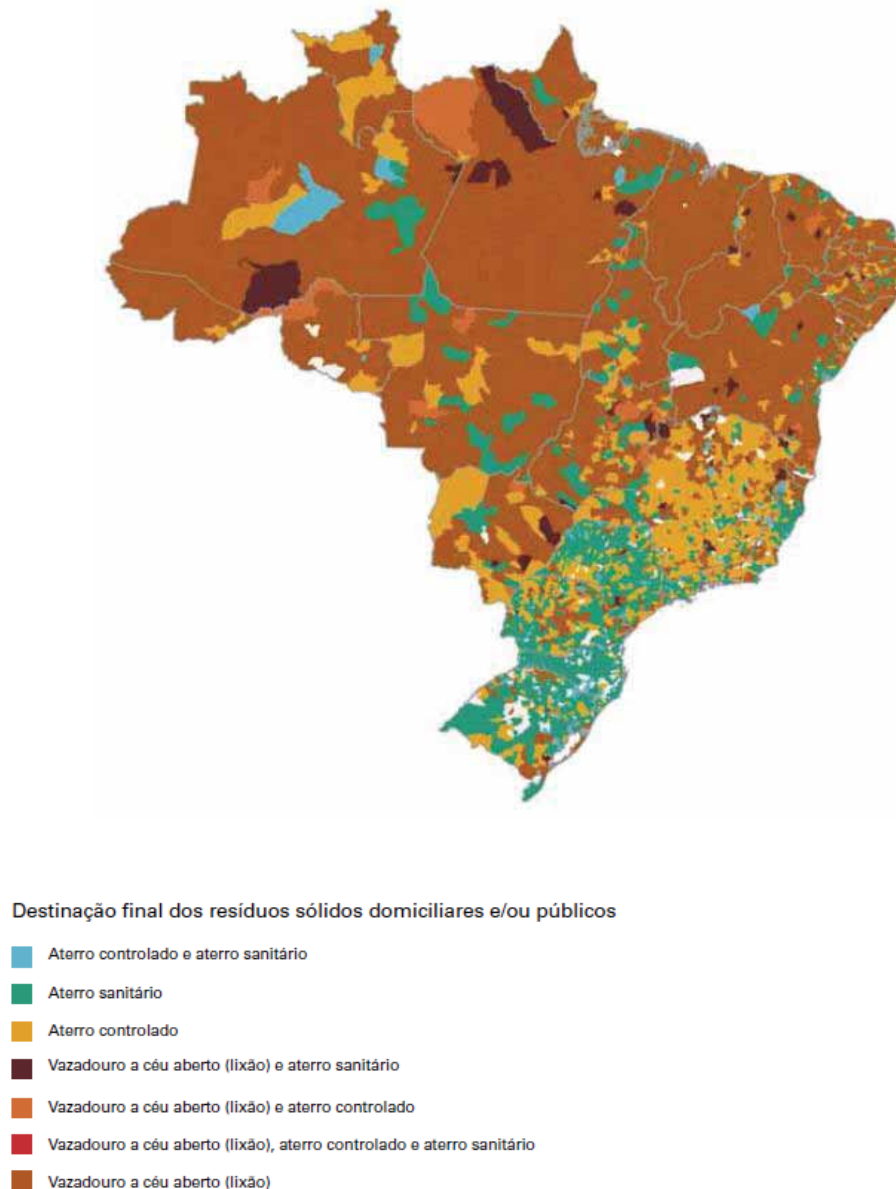 Destinação final dos resíduos sólidos domiciliares e/ou públicos
Aterro controlado e aterro sanitário
Aterro sanitário
Aterro controlado
Vazadouro a céu aberto (lixão) e aterro sanitário
Vazadouro a céu aberto (lixão) e aterro controlado
Vazadouro a céu aberto (lixão), aterro controlado e aterro sanitário
Vazadouro a céu aberto (lixão)